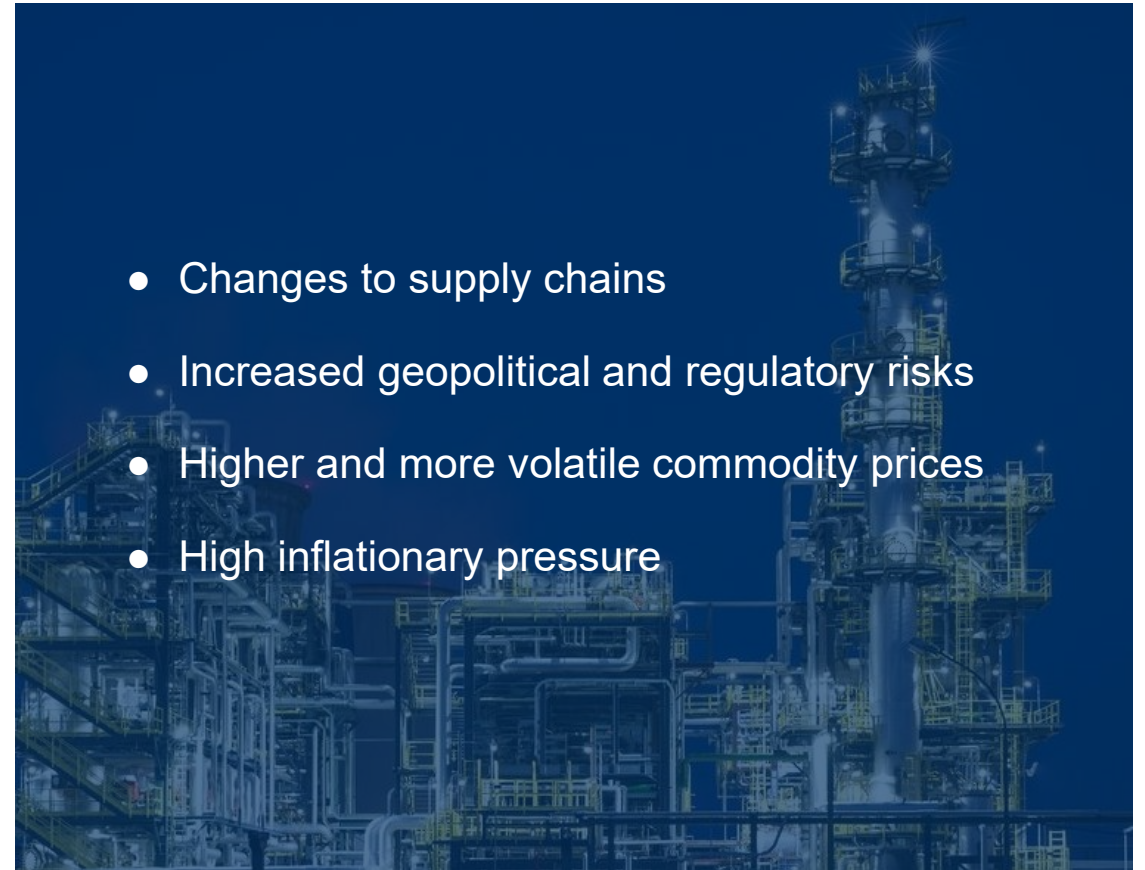 ● Changes to supply chains
● Increased geopolitical and regulatory risks
● Higher and more volatile commodity prices
● High inflationary pressure